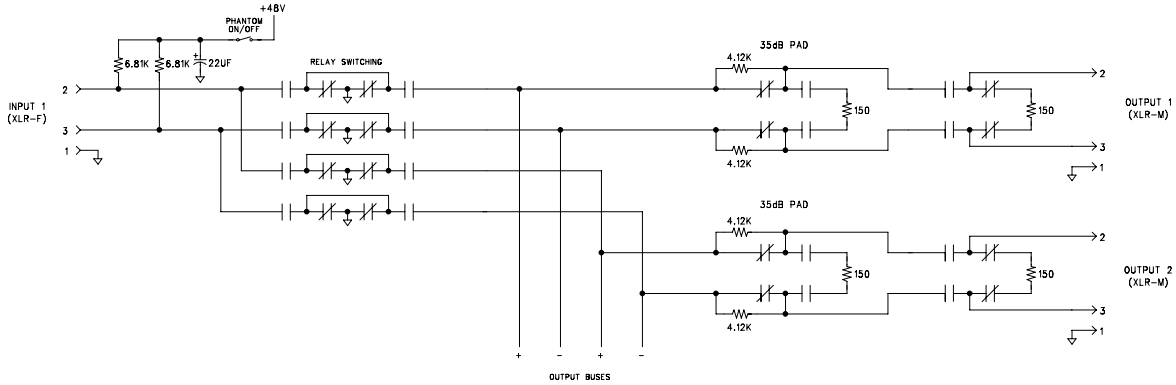 +48V
PHANTOM
ON/OFF
6.81K
6.81K
+
22UF
RELAY SWITCHING
INPUT 1
(XLR-F)
2
3
1
35dB PAD
4.12K
150
4.12K
150
2
3
1
OUTPUT 1
(XLR-M)
35dB PAD
4.12K
150
4.12K
150
2
3
1
OUTPUT 2
(XLR-M)
+ - + -
OUTPUT BUSES